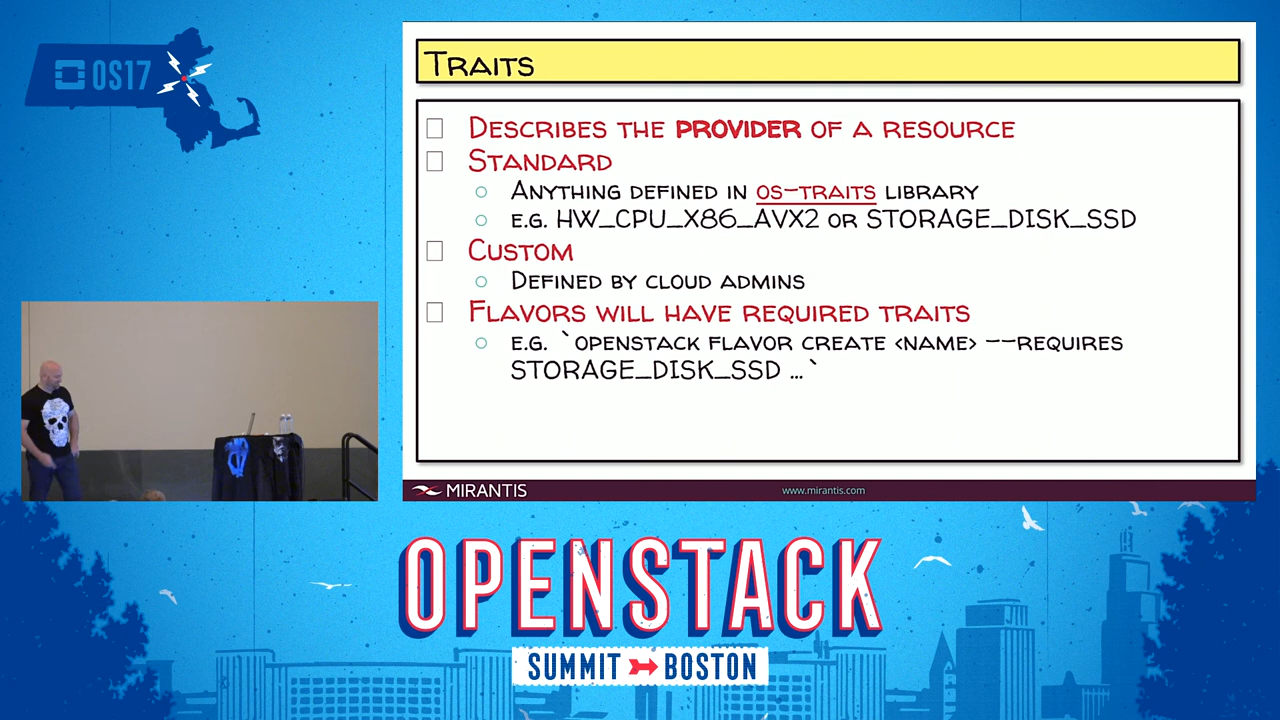 OS17
TRAITS
DESCRIBES THE PROVIDER OF A RESOURCE
STANDARD
ANYTHING DEFINED IN OS-TRAITS LIBRARY
E.G. HW_CPU_X86_AVX2 OR STORAGE_DISK_SSD
CUSTOM
DEFINED BY CLOUD ADMINS
FLAVORS WILL HAVE REQUIRED TRAITS
E.G. `OPENSTACK FLAVOR CREATE <NAME> --REQUIRES
STORAGE_DISK_SSD ...`
MIRANTIS
www.mirantis.com
OPENSTACK
SUMMIT BOSTON